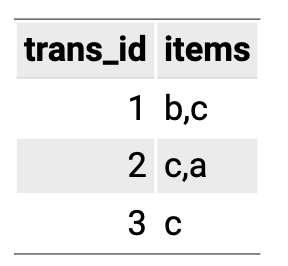 trans_id items
1 b,c
2 c,a
3 c